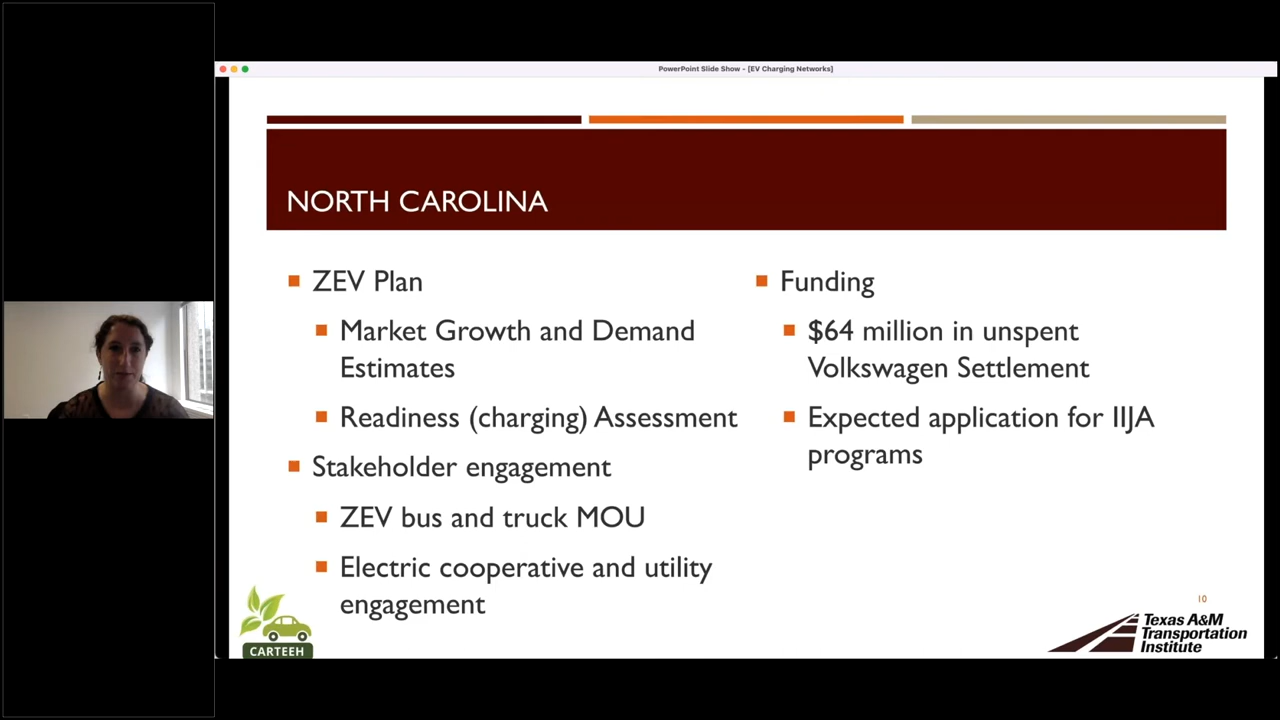 PowerPoint Slide Show - [EV Charging Networks]
NORTH CAROLINA
ZEV Plan
Market Growth and Demand
Estimates
Readiness (charging) Assessment
Stakeholder engagement
ZEV bus and truck MOU
Electric cooperative and utility
engagement
Funding
$64 million in unspent
Volkswagen Settlement
Expected application for IIJA
programs
10
CARTEEH
Texas A&M
Transportation
Institute